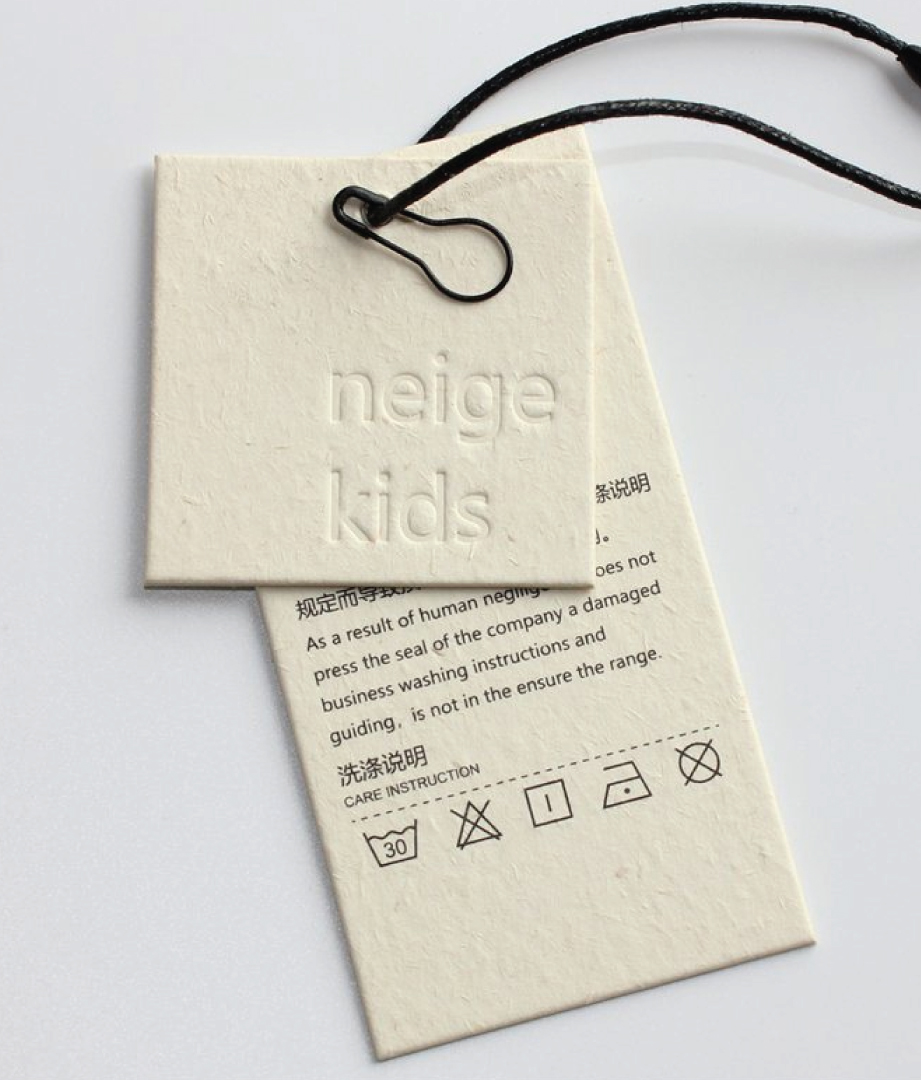 neige
kids
涤说明
。
规定而导致
As a result of human oes not
press the seal of the company a damaged
business washing instructions and
guiding，is not in the ensure the range.
洗涤说明
CARE INSTRUCTION
30